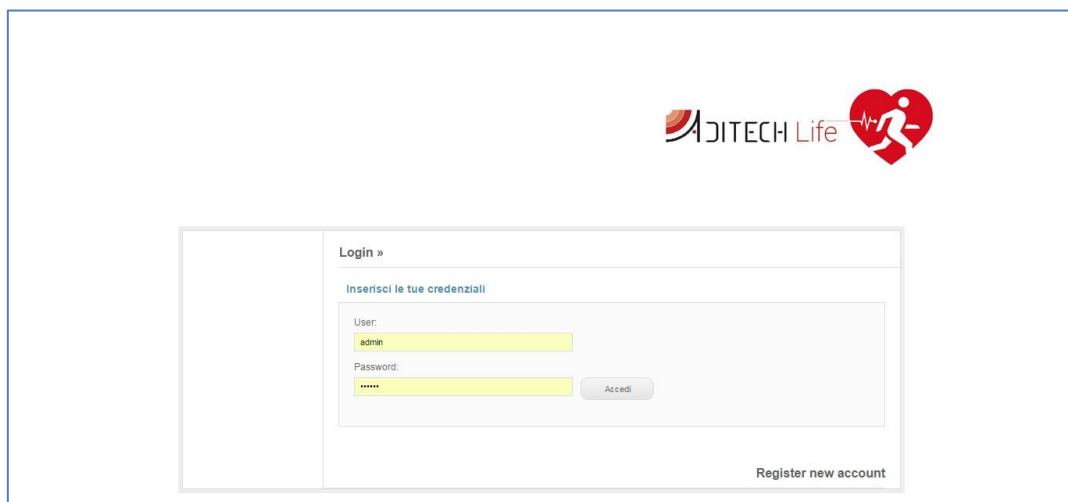 ADITECH Life
Login »
Inserisci le tue credenziali
User:
admin
Password:
••••••
Accedi
Register new account